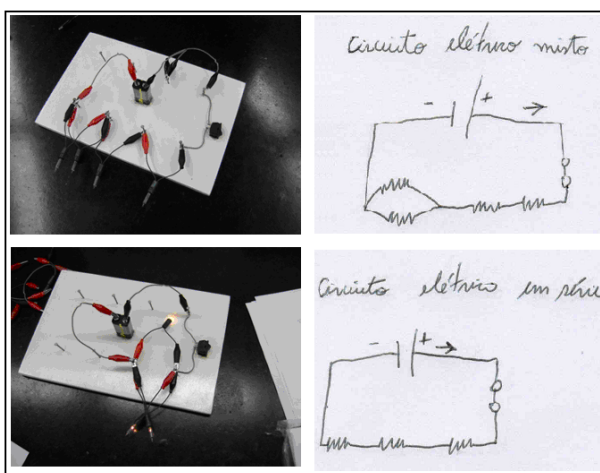 Circuito elétrico misto
- +
Circuito elétrico em série
- +